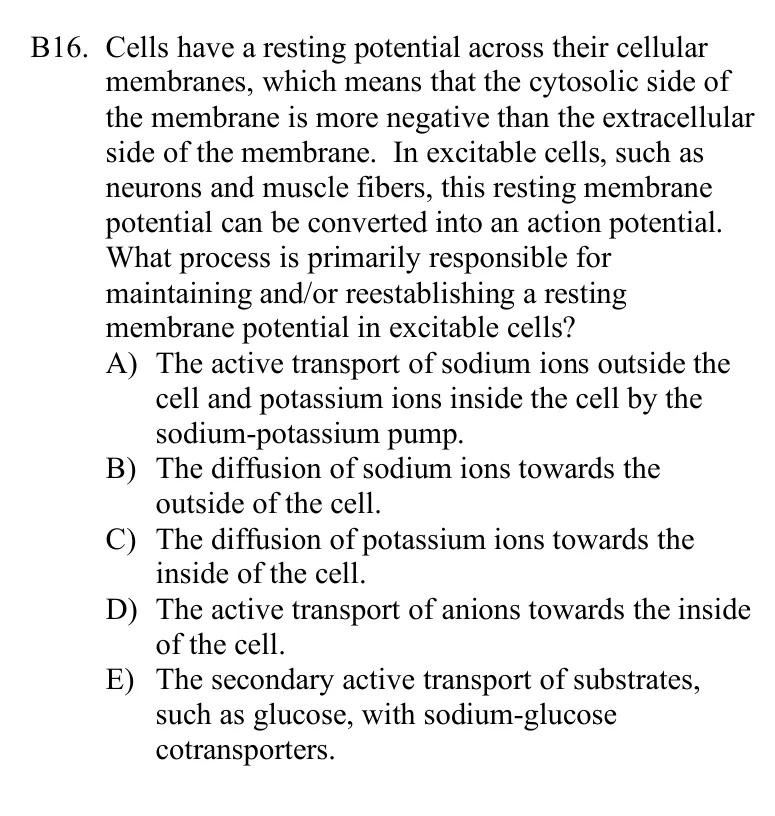 B16. Cells have a resting potential across their cellular
membranes, which means that the cytosolic side of
the membrane is more negative than the extracellular
side of the membrane. In excitable cells, such as
neurons and muscle fibers, this resting membrane
potential can be converted into an action potential.
What process is primarily responsible for
maintaining and/or reestablishing a resting
membrane potential in excitable cells?
A) The active transport of sodium ions outside the
cell and potassium ions inside the cell by the
sodium-potassium pump.
B) The diffusion of sodium ions towards the
outside of the cell.
C) The diffusion of potassium ions towards the
inside of the cell.
D) The active transport of anions towards the inside
of the cell.
E) The secondary active transport of substrates,
such as glucose, with sodium-glucose
cotransporters.